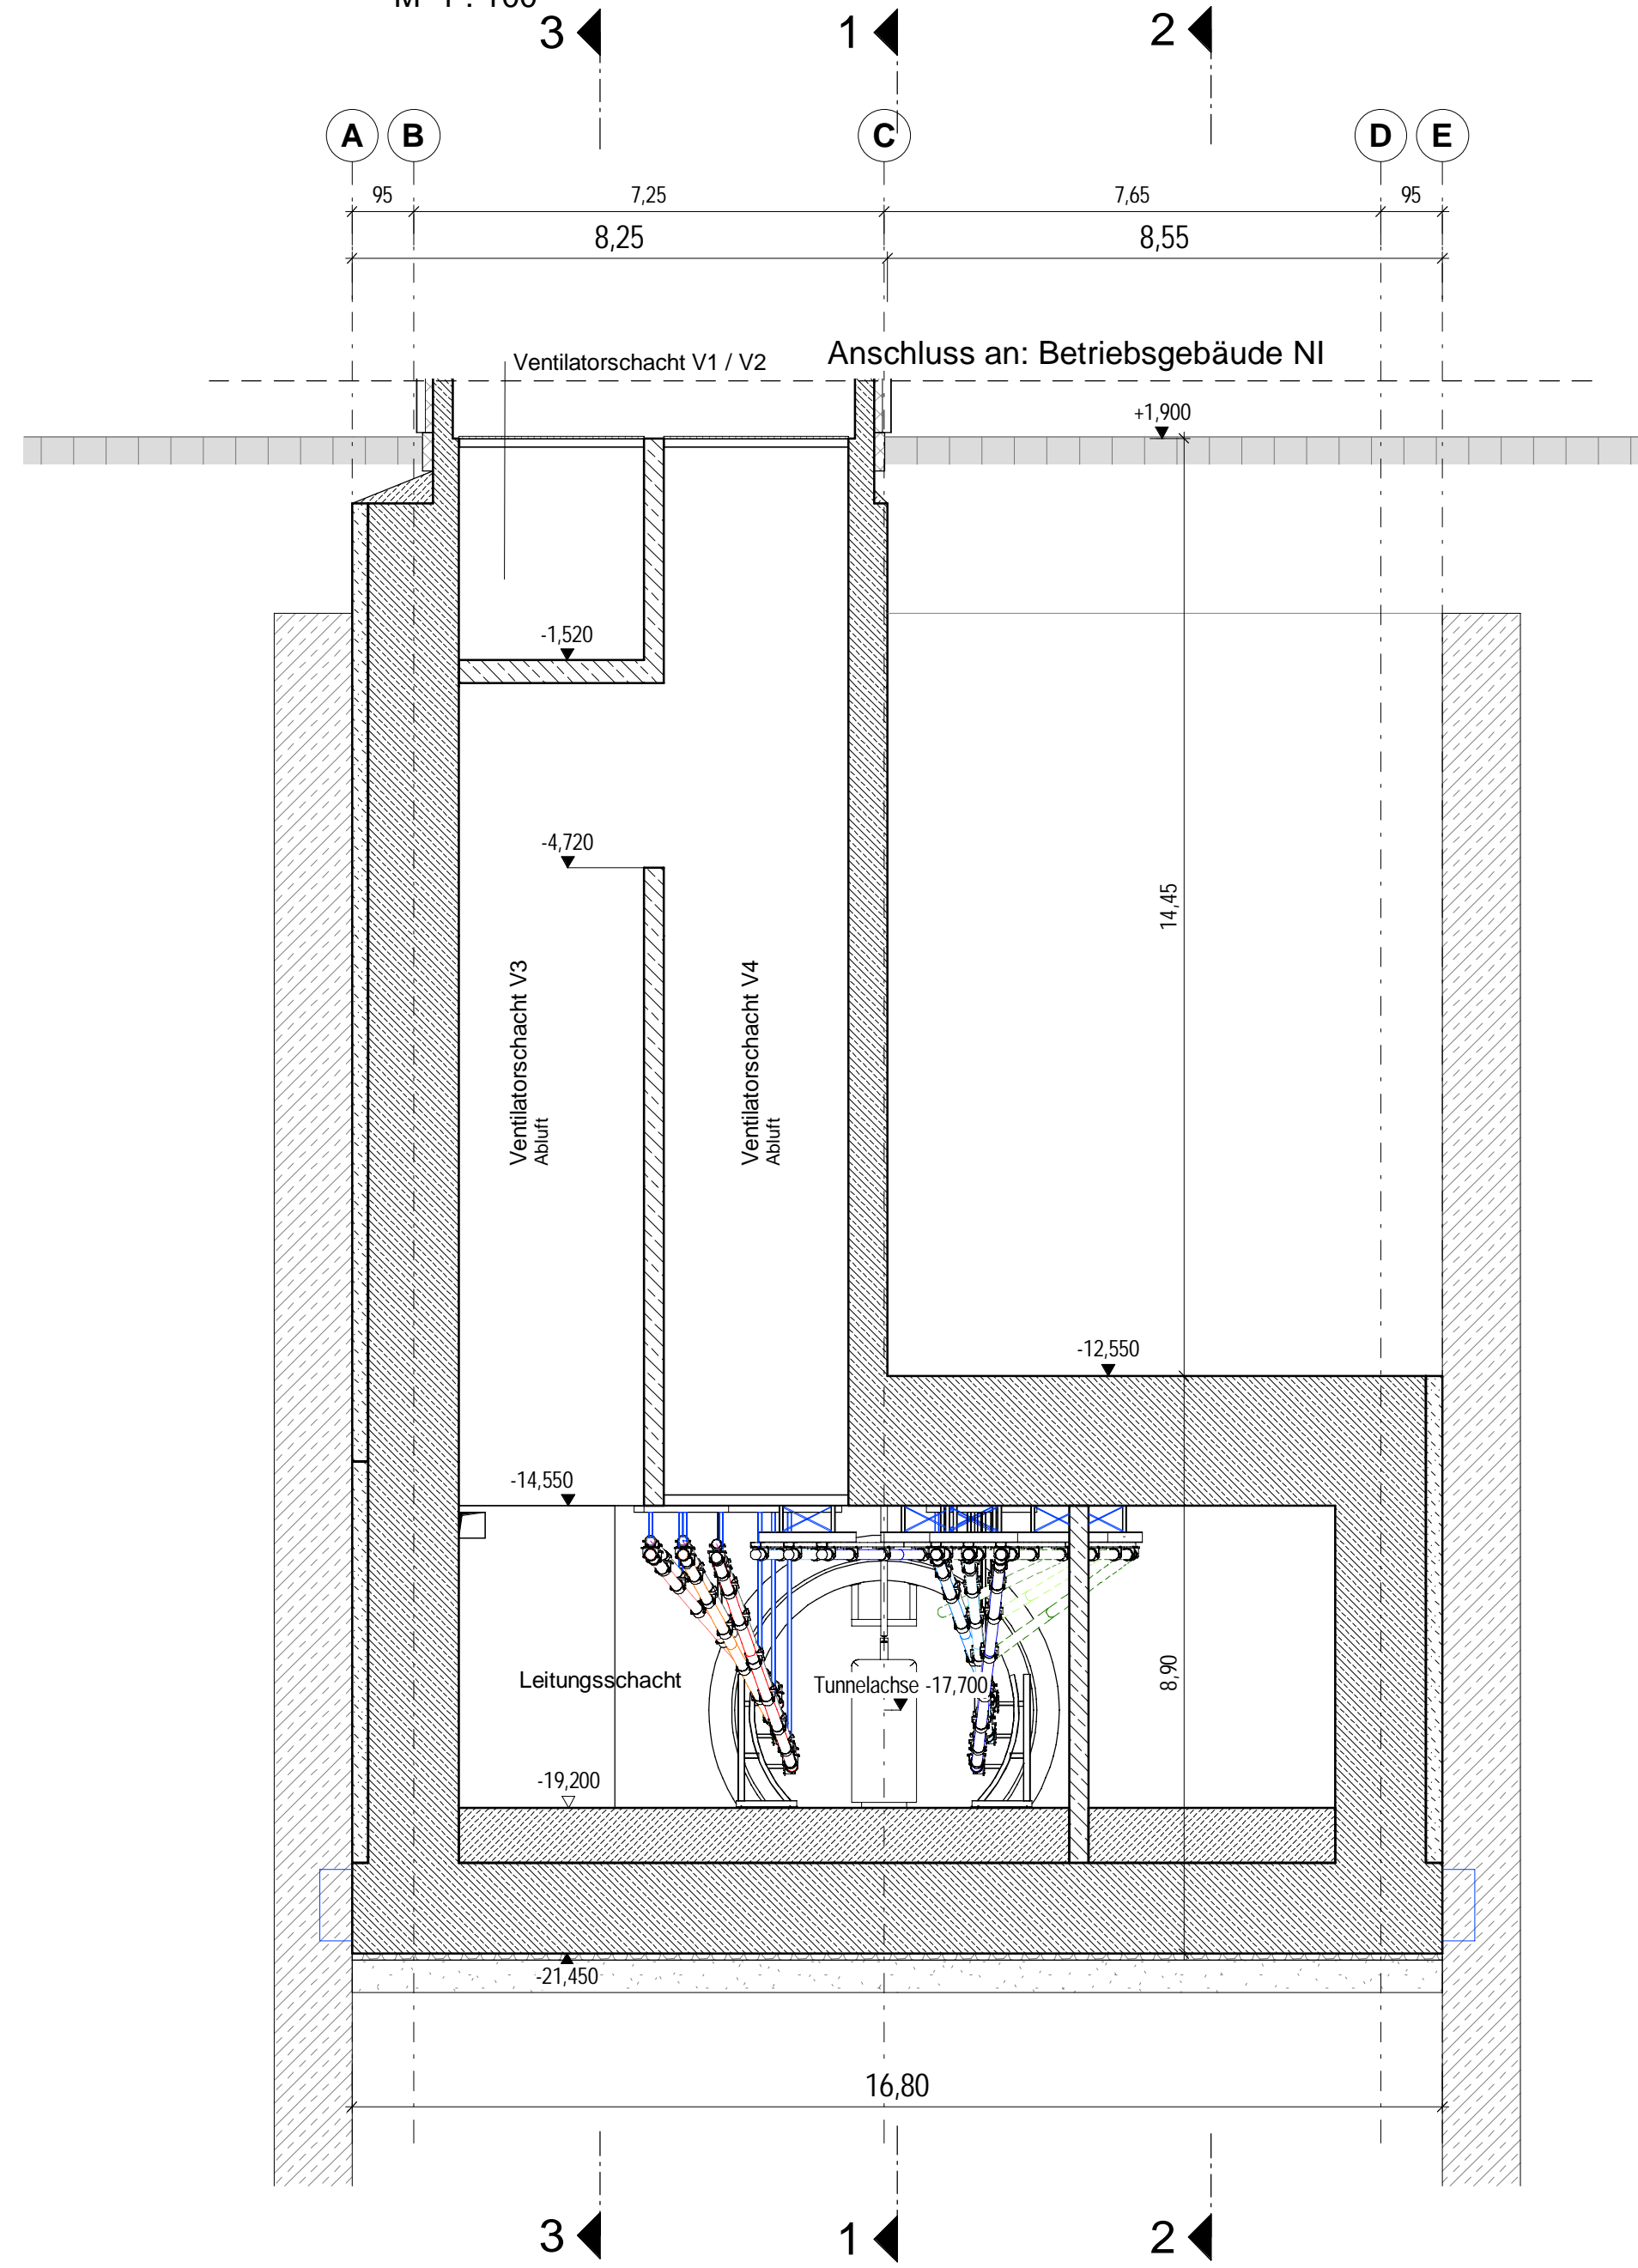 M 1 : 100
3
1
2
A
B
C
D
E
95
7,25
7,65
95
8,25
8,55
Ventilatorschacht V1 / V2
Anschluss an: Betriebsgebäude NI
+1,900
-1,520
-4,720
14,45
Ventilatorschacht V3
Abluft
Ventilatorschacht V4
Abluft
-12,550
-14,550
Leitungsschacht
Tunnelachse -17,700
8,90
-19,200
-21,450
16,80
3
1
2